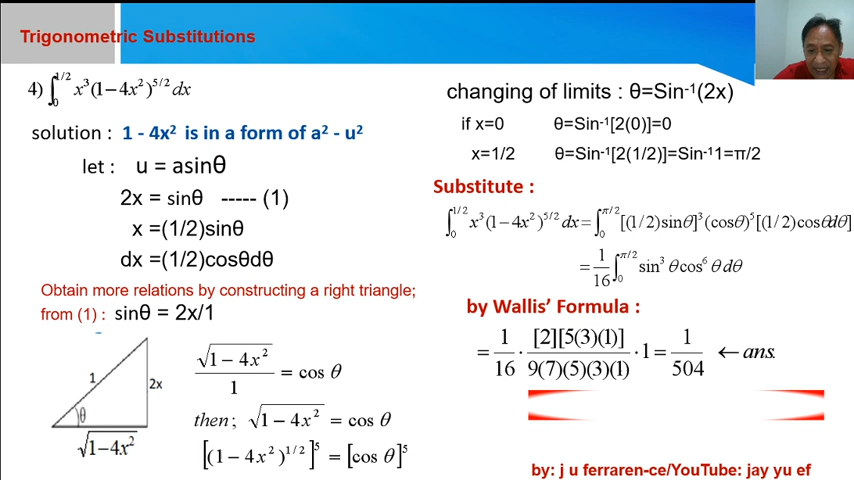 Trigonometric Substitutions
4) ∫₀^{1/2} x³(1−4x²)^{5/2} dx
solution : 1 - 4x² is in a form of a² - u²
let : u = asinθ
2x = sinθ ----- (1)
x =(1/2)sinθ
dx =(1/2)cosθdθ
Obtain more relations by constructing a right triangle;
from (1) : sinθ = 2x/1
1
2x
θ
√1−4x²
√1−4x² / 1 = cos θ
then; √1−4x² = cos θ
[(1−4x²)^{1/2}]⁵ = [cos θ]⁵
changing of limits : θ=Sin⁻¹(2x)
if x=0 θ=Sin⁻¹[2(0)]=0
x=1/2 θ=Sin⁻¹[2(1/2)]=Sin⁻¹1=π/2
Substitute :
∫₀^{1/2} x³(1−4x²)^{5/2} dx = ∫₀^{π/2} [(1/2)sinθ]³(cosθ)⁵[(1/2)cosθdθ]
= 1/16 ∫₀^{π/2} sin³ θcos⁶ θdθ
by Wallis' Formula :
= 1/16 · [2][5(3)(1)] / 9(7)(5)(3)(1) · 1 = 1/504 ← ans.
by: j u ferraren-ce/YouTube: jay yu ef